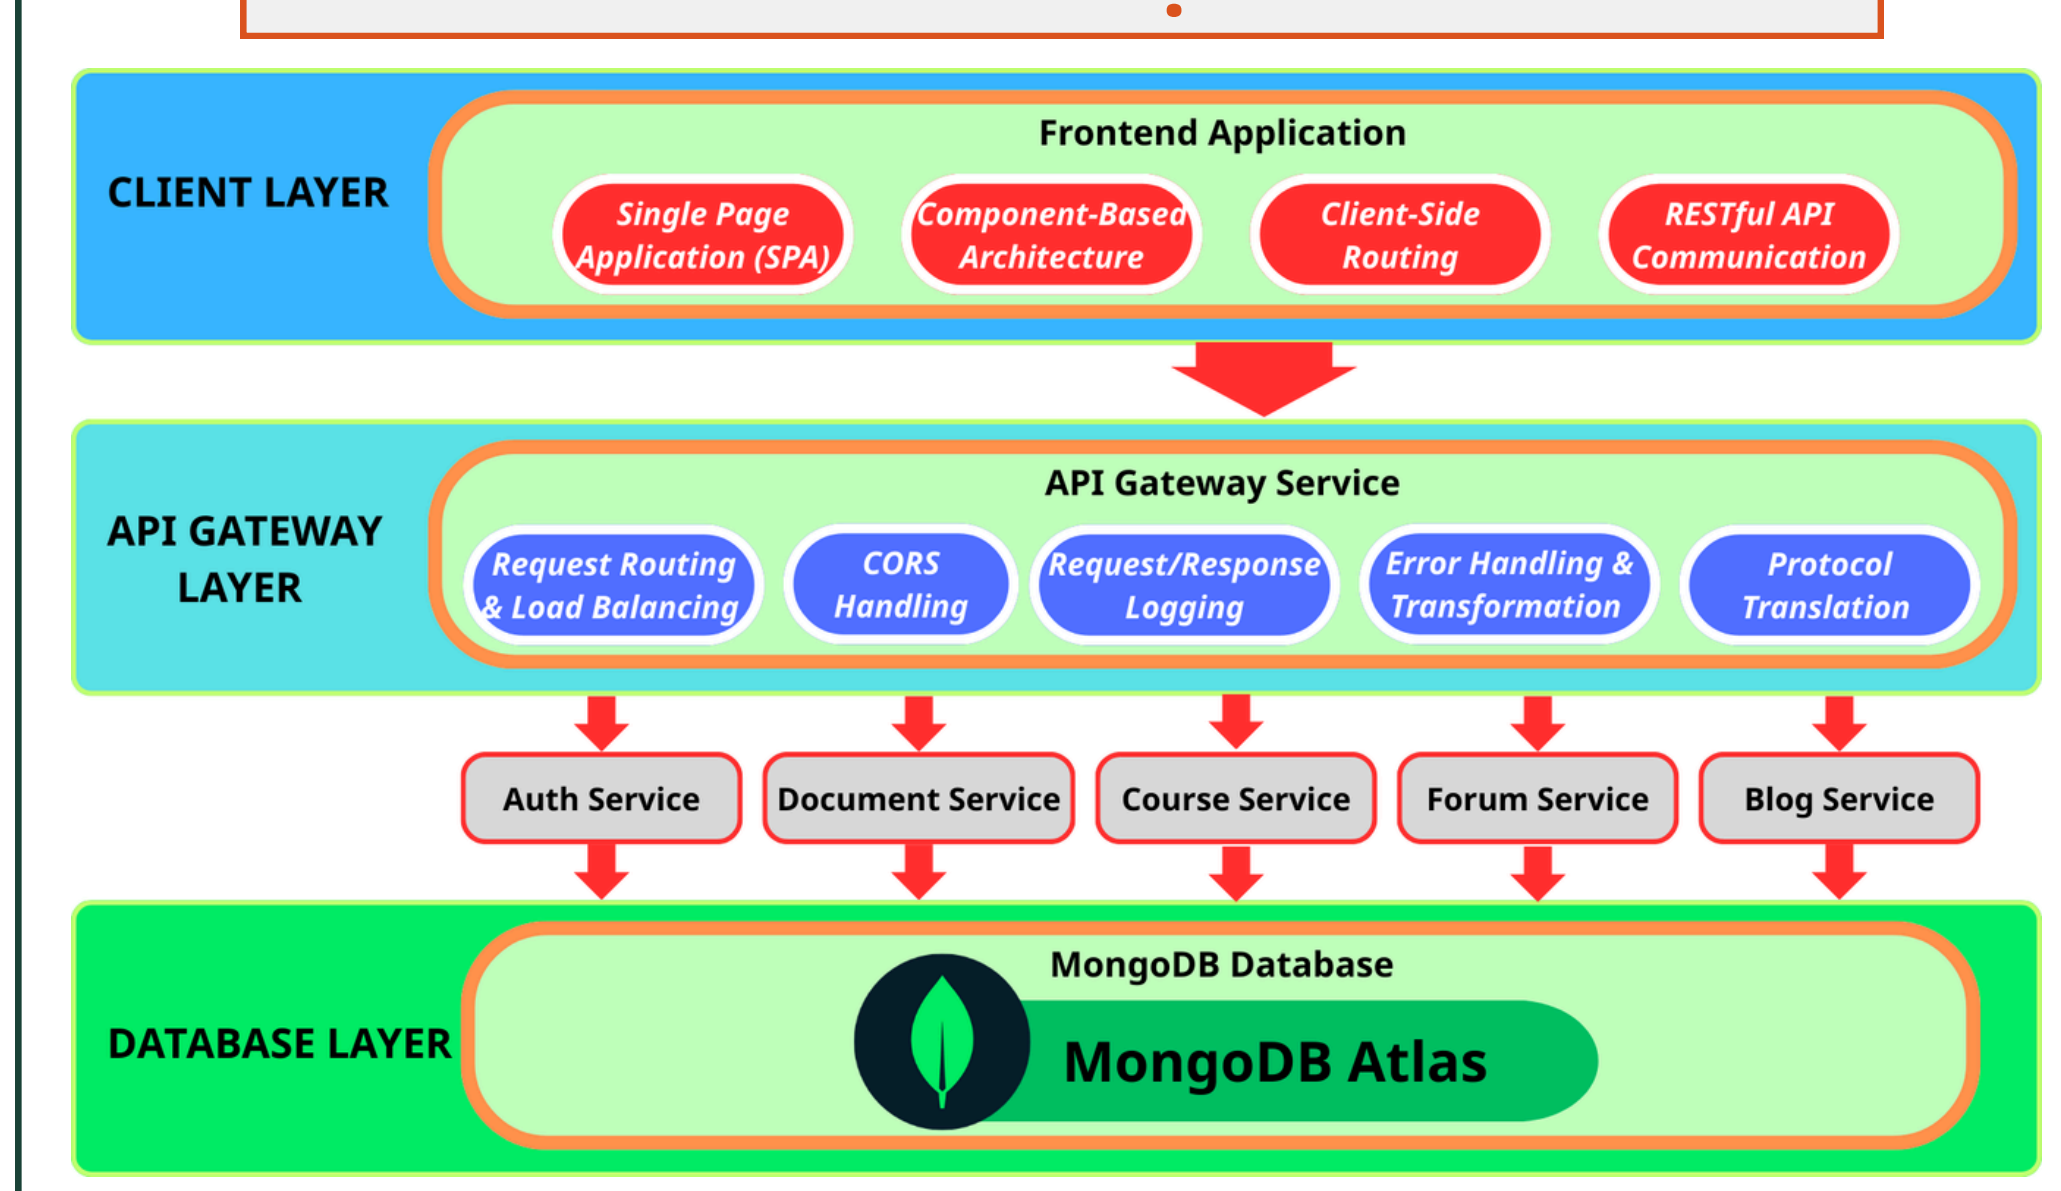 Frontend Application
CLIENT LAYER
Single Page
Application (SPA)
Component-Based
Architecture
Client-Side
Routing
RESTful API
Communication
API Gateway Service
API GATEWAY
LAYER
Request Routing
& Load Balancing
CORS
Handling
Request/Response
Logging
Error Handling &
Transformation
Protocol
Translation
Auth Service
Document Service
Course Service
Forum Service
Blog Service
MongoDB Database
DATABASE LAYER
MongoDB Atlas